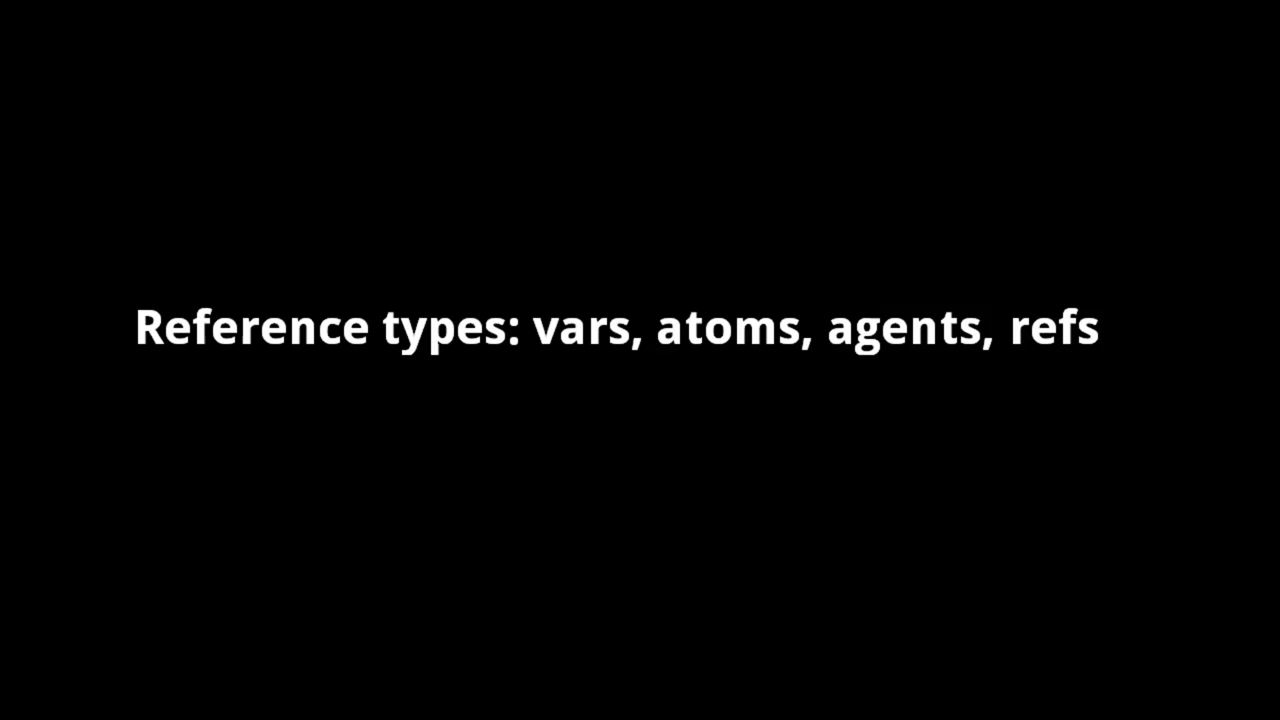 Reference types: vars, atoms, agents, refs